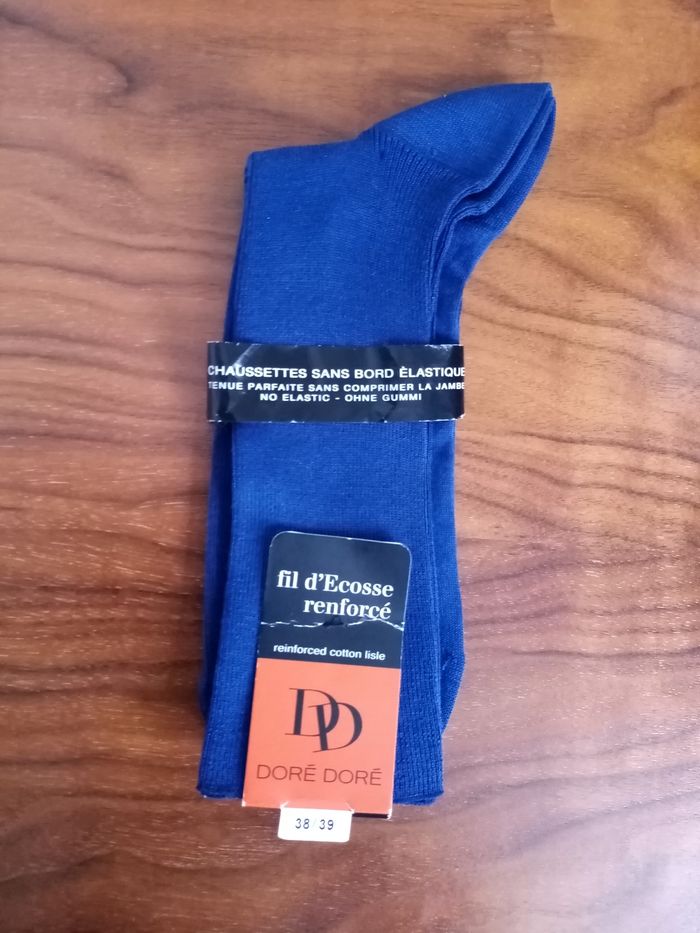 CHAUSSETTES SANS BORD ÈLASTIQUE
TENUE PARFAITE SANS COMPRIMER LA JAMBE
NO ELASTIC - OHNE GUMMI
fil d'Ecosse
renforcé
reinforced cotton lisle
DD
DORÉ DORÉ
38/39